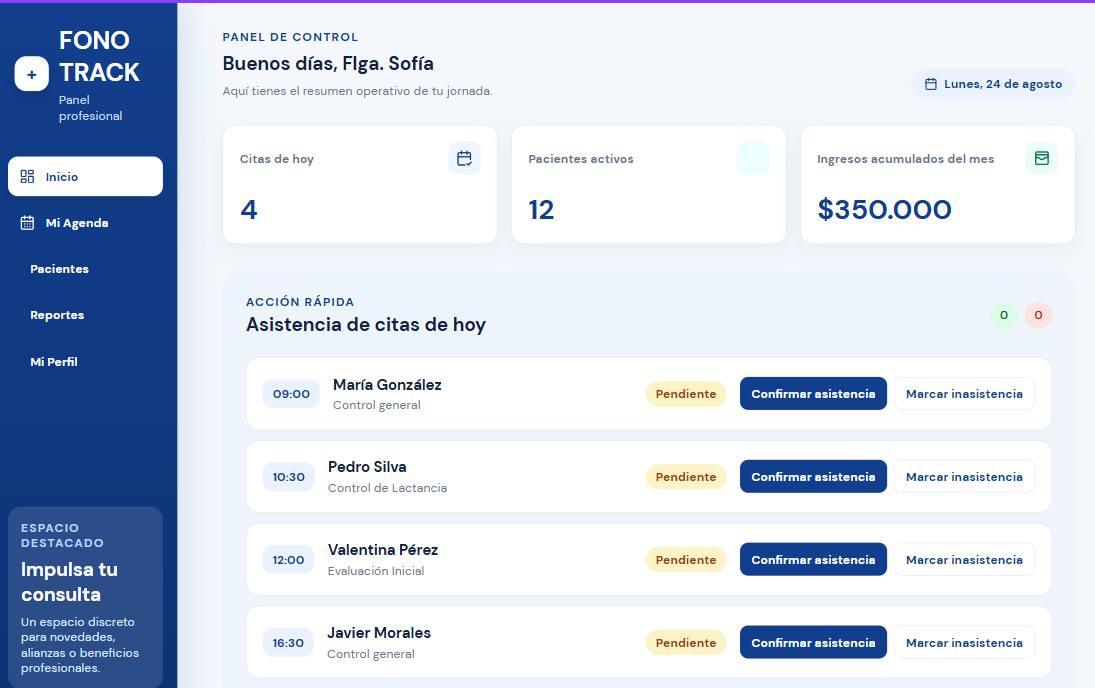 FONO
TRACK
+
Panel
profesional
Inicio
Mi Agenda
Pacientes
Reportes
Mi Perfil
ESPACIO
DESTACADO
Impulsa tu
consulta
Un espacio discreto
para novedades,
alianzas o beneficios
profesionales.
PANEL DE CONTROL
Buenos días, Flga. Sofía
Aquí tienes el resumen operativo de tu jornada.
Lunes, 24 de agosto
Citas de hoy
4
Pacientes activos
12
Ingresos acumulados del mes
$350.000
ACCIÓN RÁPIDA
Asistencia de citas de hoy
0 0
09:00 María González Pendiente Confirmar asistencia Marcar inasistencia
Control general
10:30 Pedro Silva Pendiente Confirmar asistencia Marcar inasistencia
Control de Lactancia
12:00 Valentina Pérez Pendiente Confirmar asistencia Marcar inasistencia
Evaluación Inicial
16:30 Javier Morales Pendiente Confirmar asistencia Marcar inasistencia
Control general